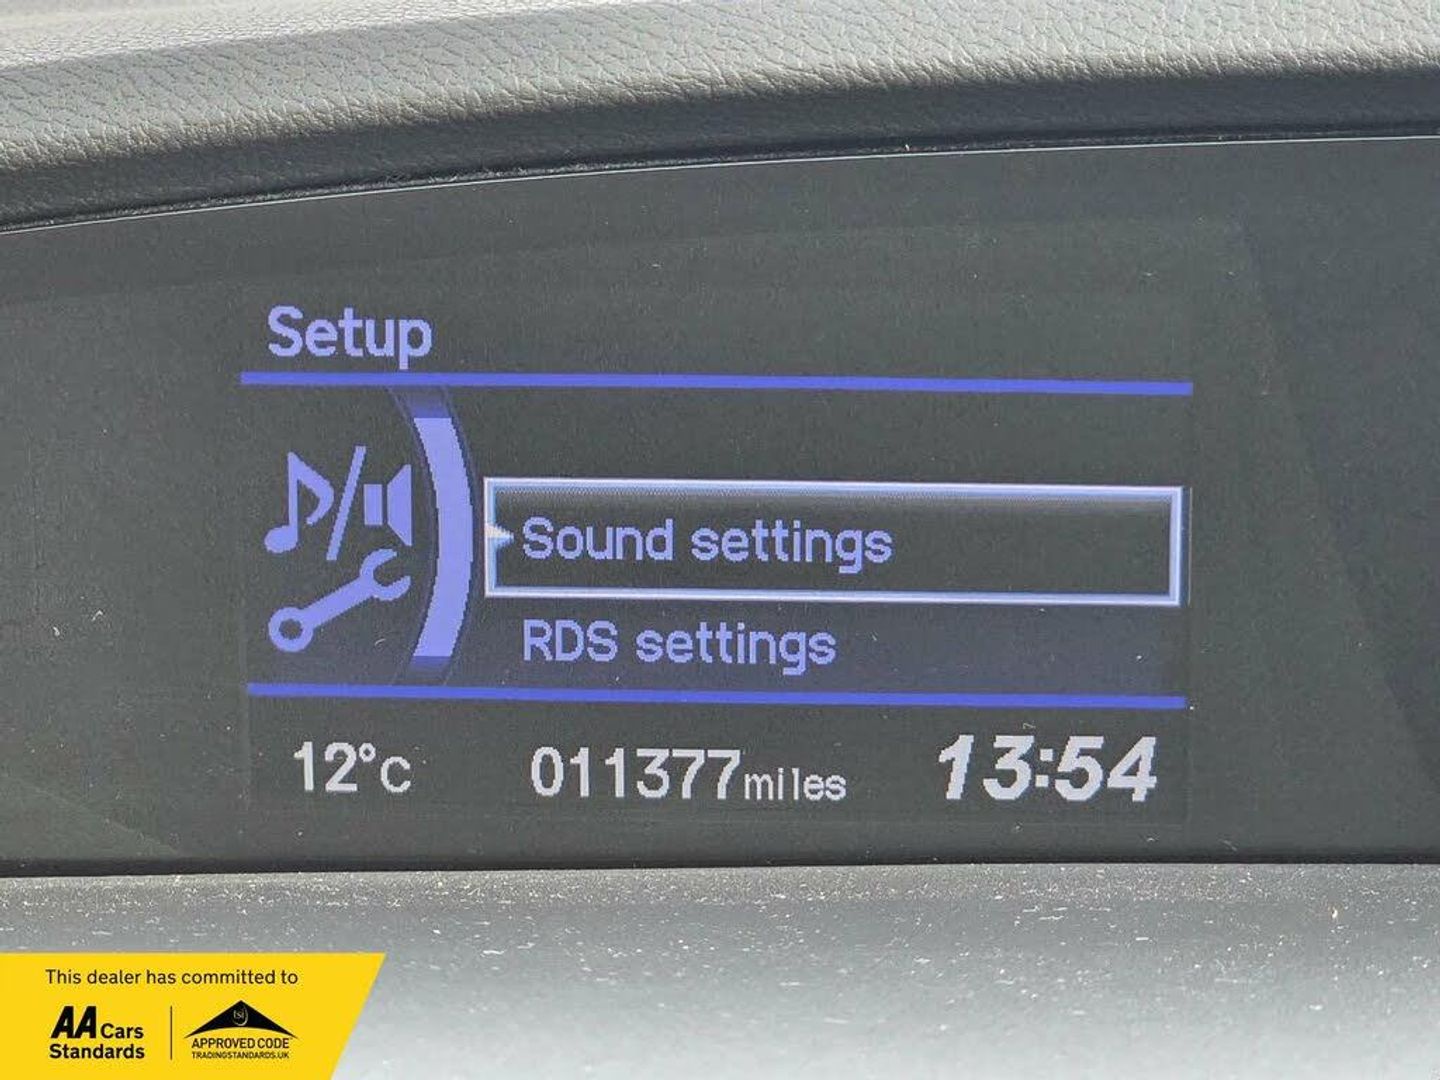 Setup
Sound settings
RDS settings
12°C 011377miles 13:54
This dealer has committed to
AA Cars
Standards
tsi
APPROVED CODE
TRADINGSTANDARDS.UK